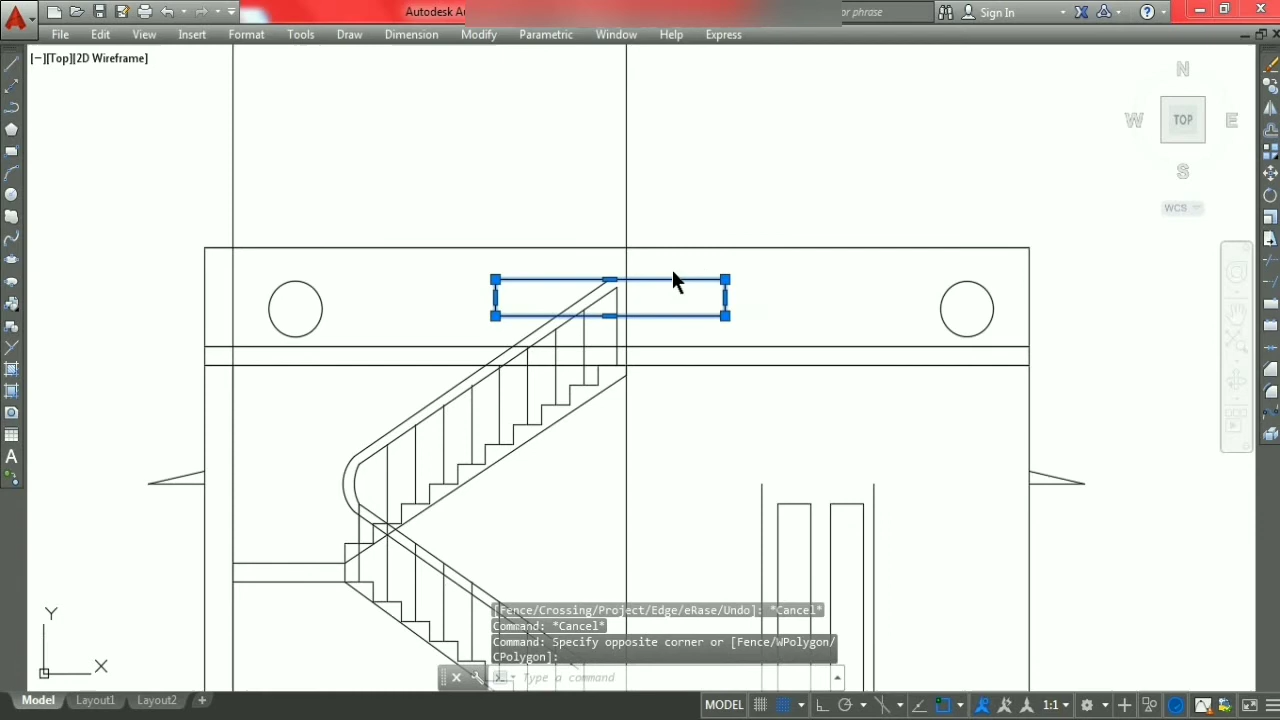 Autodesk Au
or phrase
Sign In
File Edit View Insert Format Tools Draw Dimension Modify Parametric Window Help Express
[−][Top][2D Wireframe]
N
W TOP E
S
WCS
[Fence/Crossing/Project/Edge/eRase/Undo]: *Cancel*
Command: *Cancel*
Command: Specify opposite corner or [Fence/WPolygon/
CPolygon]:
Type a command
Y
X
A
Model Layout1 Layout2 +
MODEL 1:1